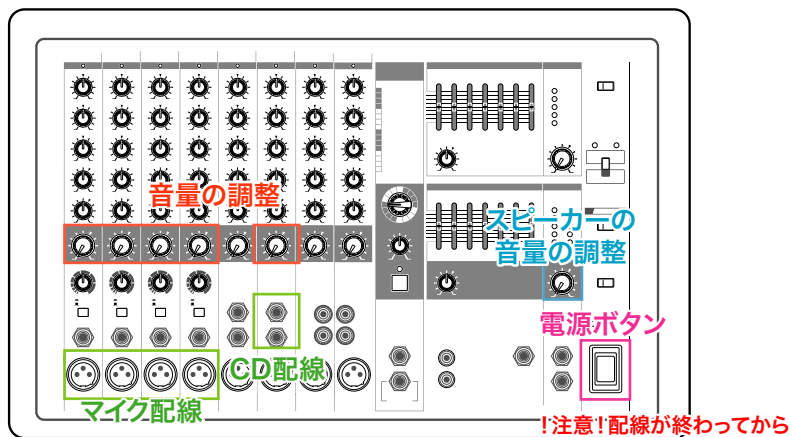 音量の調整
スピーカーの
音量の調整
電源ボタン
CD配線
マイク配線
!注意!配線が終わってから